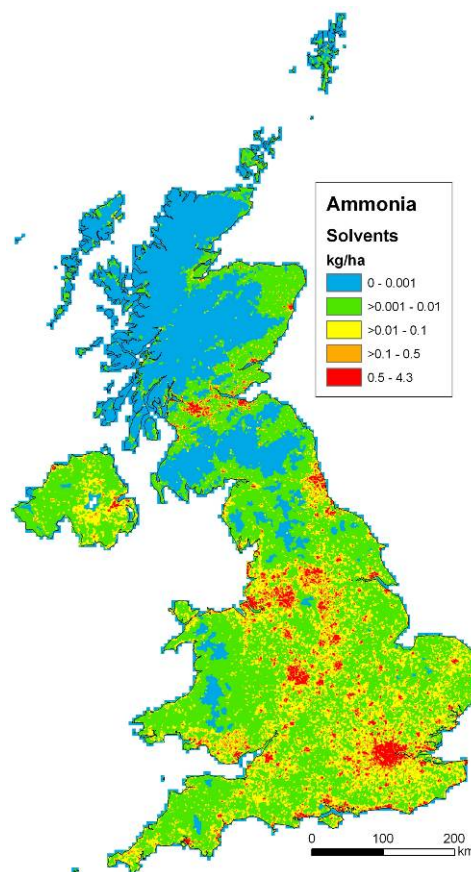 Ammonia
Solvents
kg/ha
0 - 0.001
>0.001 - 0.01
>0.01 - 0.1
>0.1 - 0.5
0.5 - 4.3
0 100 200
km